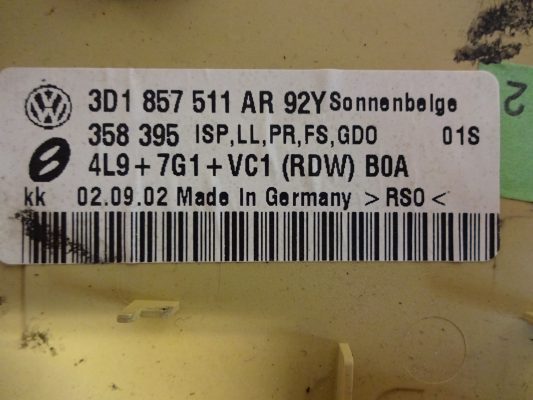 3D1 857 511 AR 92Y Sonnenbeige
358 395 ISP,LL,PR,FS,GDO 01S
4L9+7G1+VC1 (RDW) B0A
kk 02.09.02 Made In Germany >RSO<
2